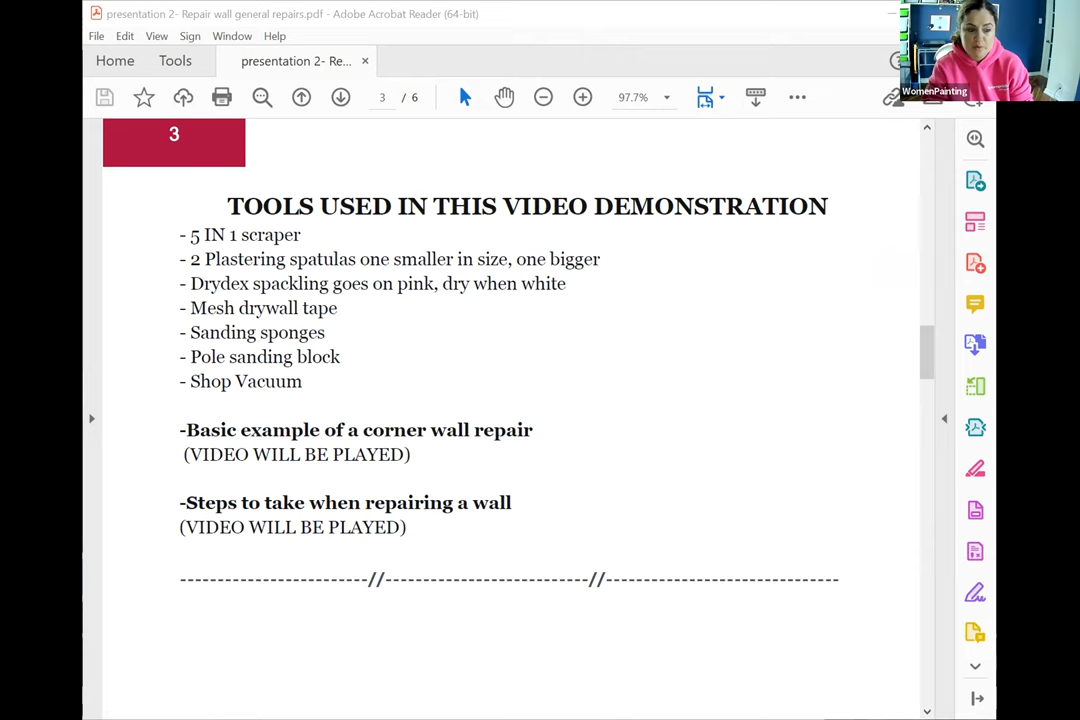 presentation 2- Repair wall general repairs.pdf - Adobe Acrobat Reader (64-bit)
File Edit View Sign Window Help
Home Tools presentation 2- Re... ×
3 / 6 97.7%
WomenPainting
3
TOOLS USED IN THIS VIDEO DEMONSTRATION
- 5 IN 1 scraper
- 2 Plastering spatulas one smaller in size, one bigger
- Drydex spackling goes on pink, dry when white
- Mesh drywall tape
- Sanding sponges
- Pole sanding block
- Shop Vacuum
-Basic example of a corner wall repair
(VIDEO WILL BE PLAYED)
-Steps to take when repairing a wall
(VIDEO WILL BE PLAYED)
-------------------------//---------------------------//-------------------------------